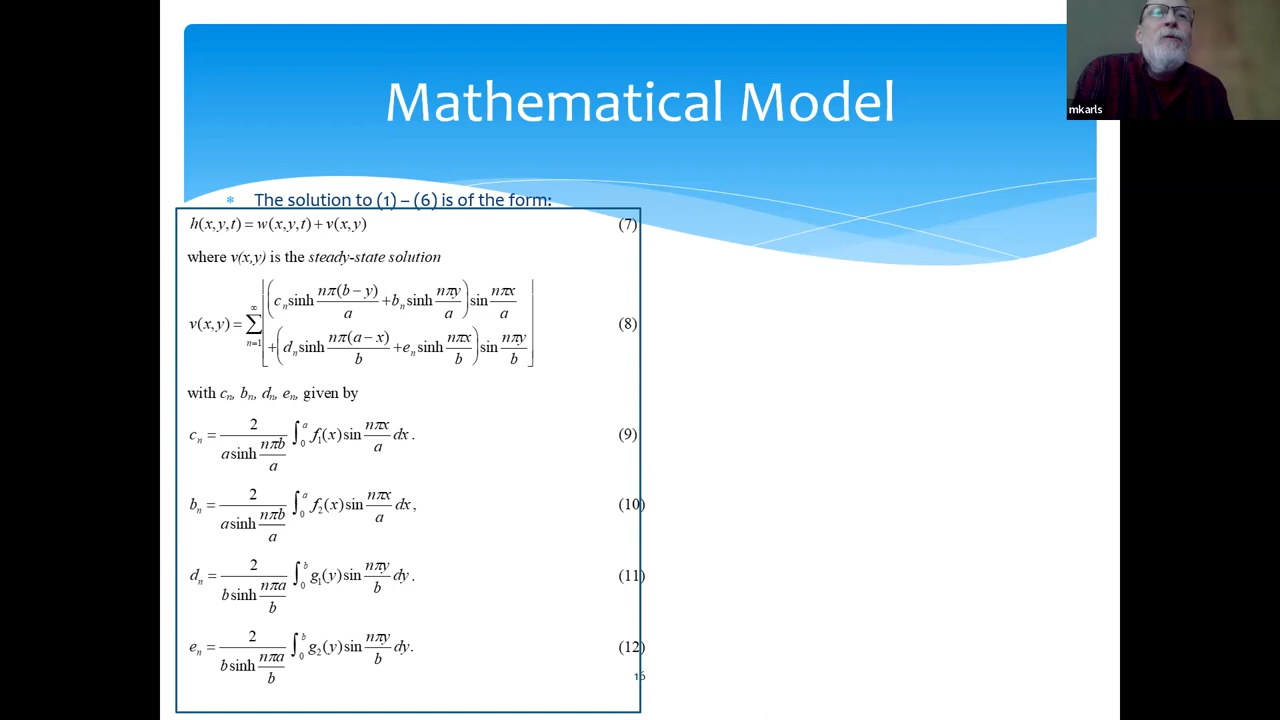 Mathematical Model
mkarls
* The solution to (1) – (6) is of the form:
h(x,y,t) = w(x,y,t) + v(x,y) (7)
where v(x,y) is the steady-state solution
v(x,y) = ∑_{n=1}^{∞} [ ( c_n sinh nπ(b − y)/a + b_n sinh nπy/a ) sin nπx/a
+ ( d_n sinh nπ(a − x)/b + e_n sinh nπx/b ) sin nπy/b ] (8)
with c_n, b_n, d_n, e_n, given by
c_n = 2/(a sinh nπb/a) ∫_0^a f_1(x) sin nπx/a dx. (9)
b_n = 2/(a sinh nπb/a) ∫_0^a f_2(x) sin nπx/a dx, (10)
d_n = 2/(b sinh nπa/b) ∫_0^b g_1(y) sin nπy/b dy. (11)
e_n = 2/(b sinh nπa/b) ∫_0^b g_2(y) sin nπy/b dy. (12)
16